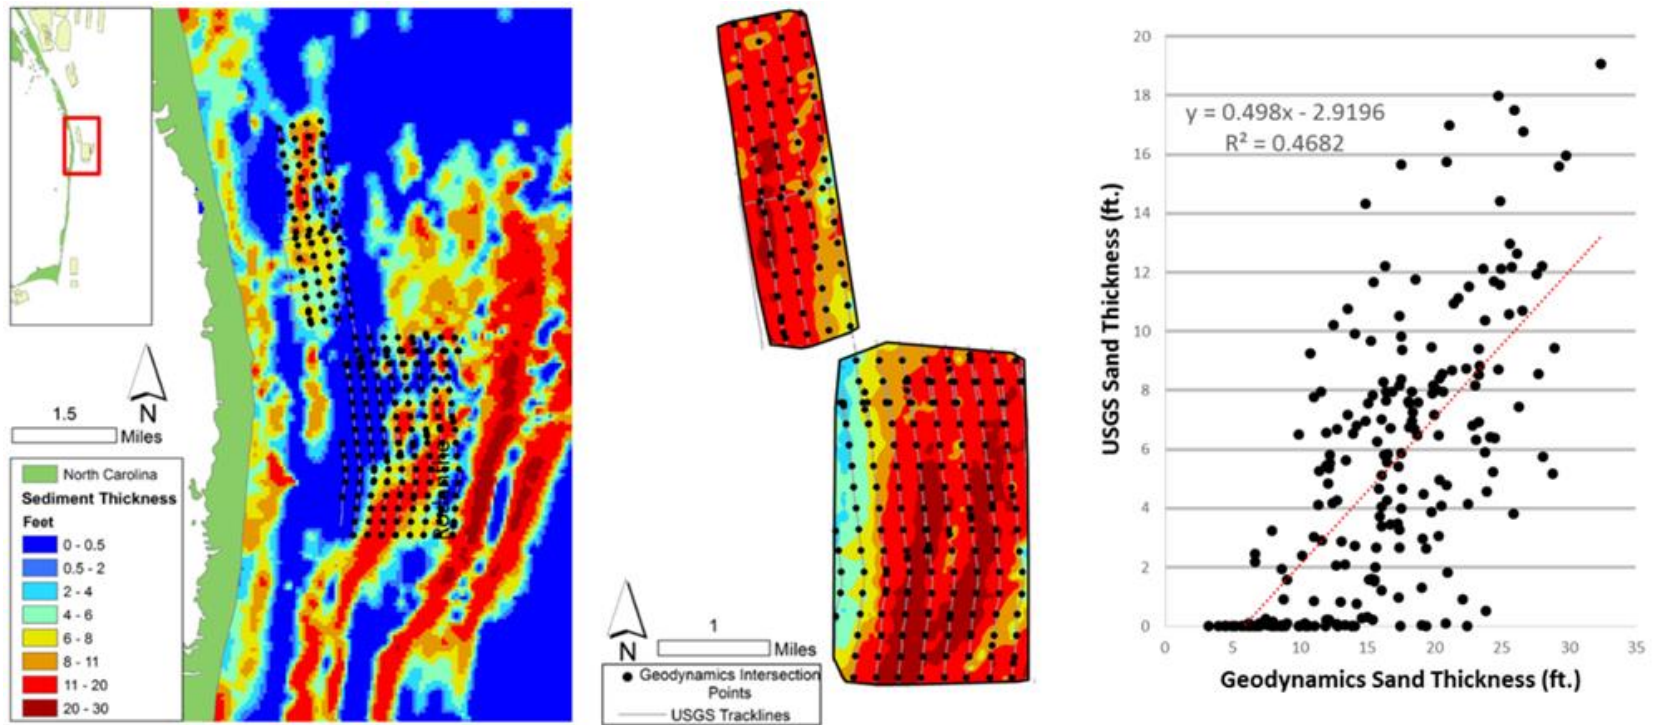 N
1.5
Miles
North Carolina
Sediment Thickness
Feet
0 - 0.5
0.5 - 2
2 - 4
4 - 6
6 - 8
8 - 11
11 - 20
20 - 30
N
1
Miles
Geodynamics Intersection
Points
USGS Tracklines
y = 0.498x - 2.9196
R² = 0.4682
USGS Sand Thickness (ft.)
20
18
16
14
12
10
8
6
4
2
0
0 5 10 15 20 25 30 35
Geodynamics Sand Thickness (ft.)